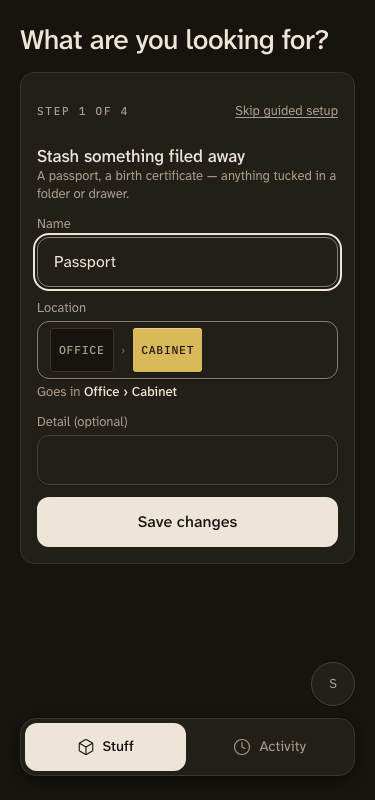 What are you looking for?
STEP 1 OF 4
Skip guided setup
Stash something filed away
A passport, a birth certificate — anything tucked in a
folder or drawer.
Name
Passport
Location
OFFICE › CABINET
Goes in Office › Cabinet
Detail (optional)
Save changes
S
Stuff
Activity